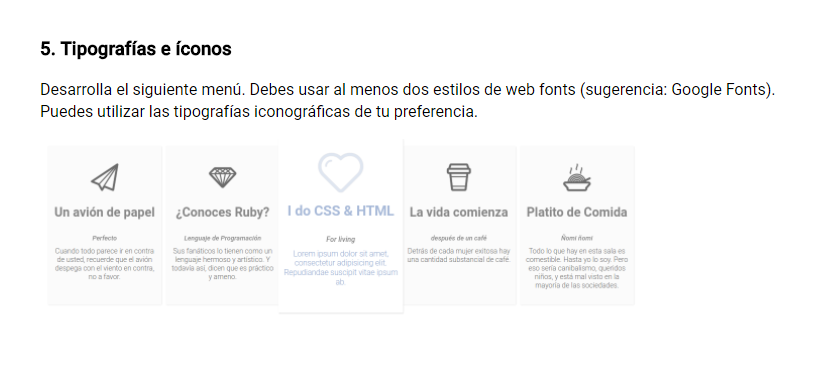 5. Tipografías e íconos
Desarrolla el siguiente menú. Debes usar al menos dos estilos de web fonts (sugerencia: Google Fonts).
Puedes utilizar las tipografías iconográficas de tu preferencia.
Un avión de papel
Perfecto
Cuando todo parece ir en contra
de usted, recuerde que el avión
despega con el viento en contra,
no a favor.
¿Conoces Ruby?
Lenguaje de Programación
Sus fanáticos lo tienen como un
lenguaje hermoso y artístico. Y
todavía así, dicen que es práctico
y ameno.
I do CSS & HTML
For living
Lorem ipsum dolor sit amet,
consectetur adipisicing elit.
Repudiandae suscipit vitae ipsum
ab.
La vida comienza
después de un café
Detrás de cada mujer exitosa hay
una cantidad substancial de café.
Platito de Comida
Ñomi ñomi
Todo lo que hay en esta sala es
comestible. Hasta yo lo soy. Pero
eso sería canibalismo, queridos
niños, y está mal visto en la
mayoría de las sociedades.